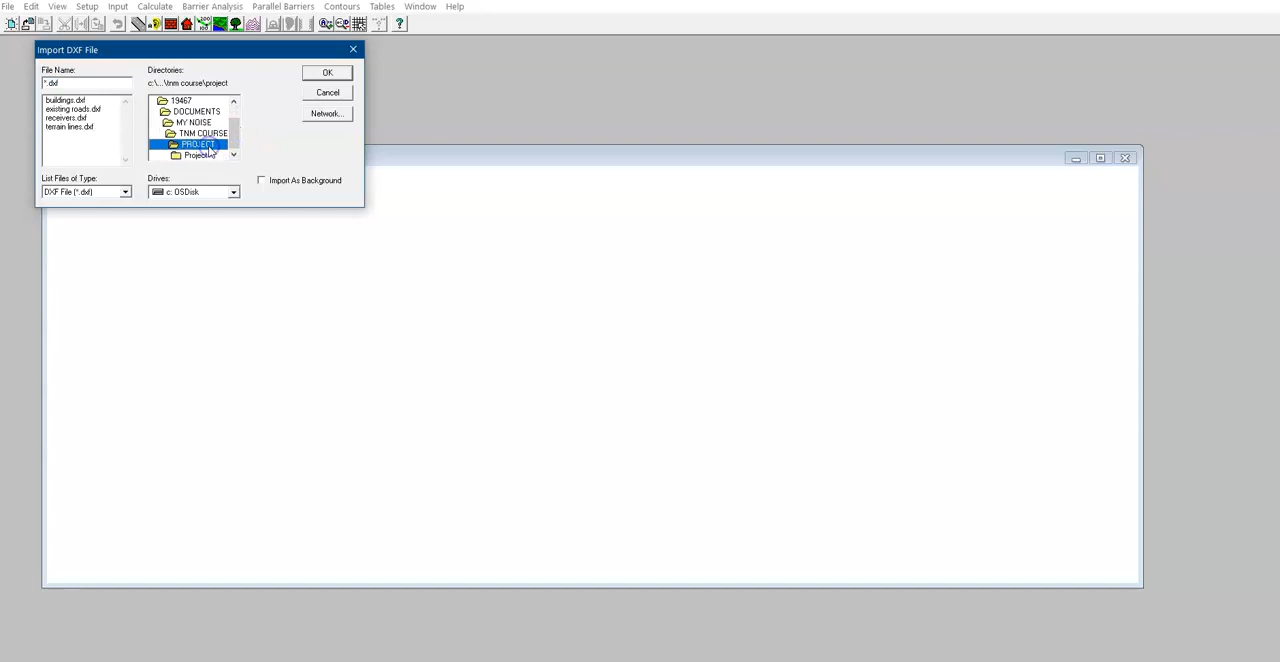 File Edit View Setup Input Calculate Barrier Analysis Parallel Barriers Contours Tables Window Help
Import DXF File
File Name:
*.dxf
buildings.dxf
existing roads.dxf
receivers.dxf
terrain lines.dxf
List Files of Type:
DXF File (*.dxf)
Directories:
c:\...\tnm course\project
19467
DOCUMENTS
MY NOISE
TNM COURSE
PROJECT
Drives:
c: OSDisk
OK
Cancel
Network...
Import As Background